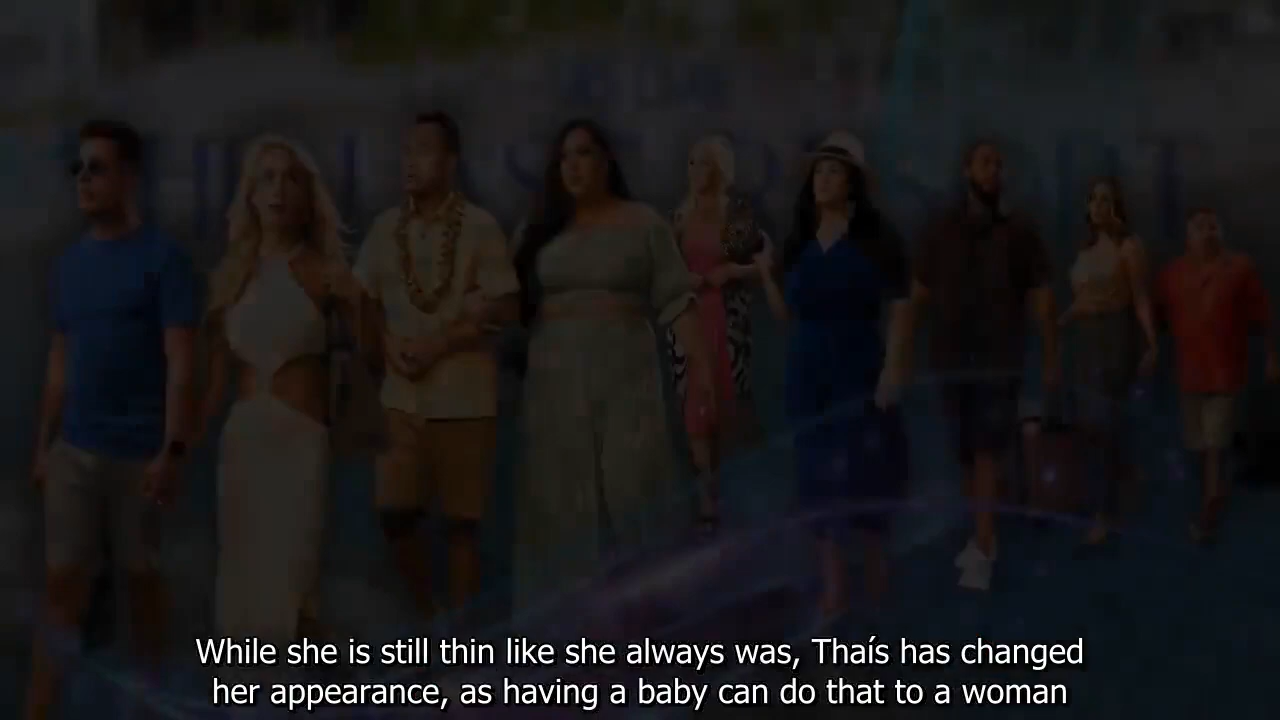 While she is still thin like she always was, Thaís has changed
her appearance, as having a baby can do that to a woman